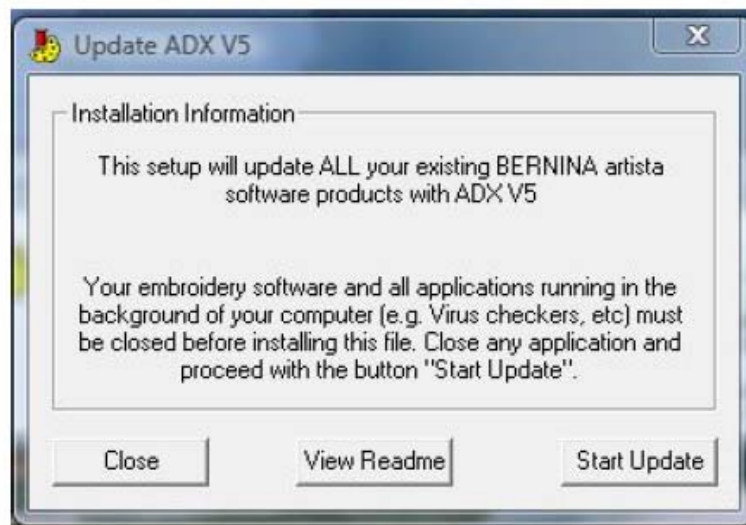 Update ADX V5
Installation Information
This setup will update ALL your existing BERNINA artista
software products with ADX V5
Your embroidery software and all applications running in the
background of your computer (e.g. Virus checkers, etc) must
be closed before installing this file. Close any application and
proceed with the button "Start Update".
Close
View Readme
Start Update